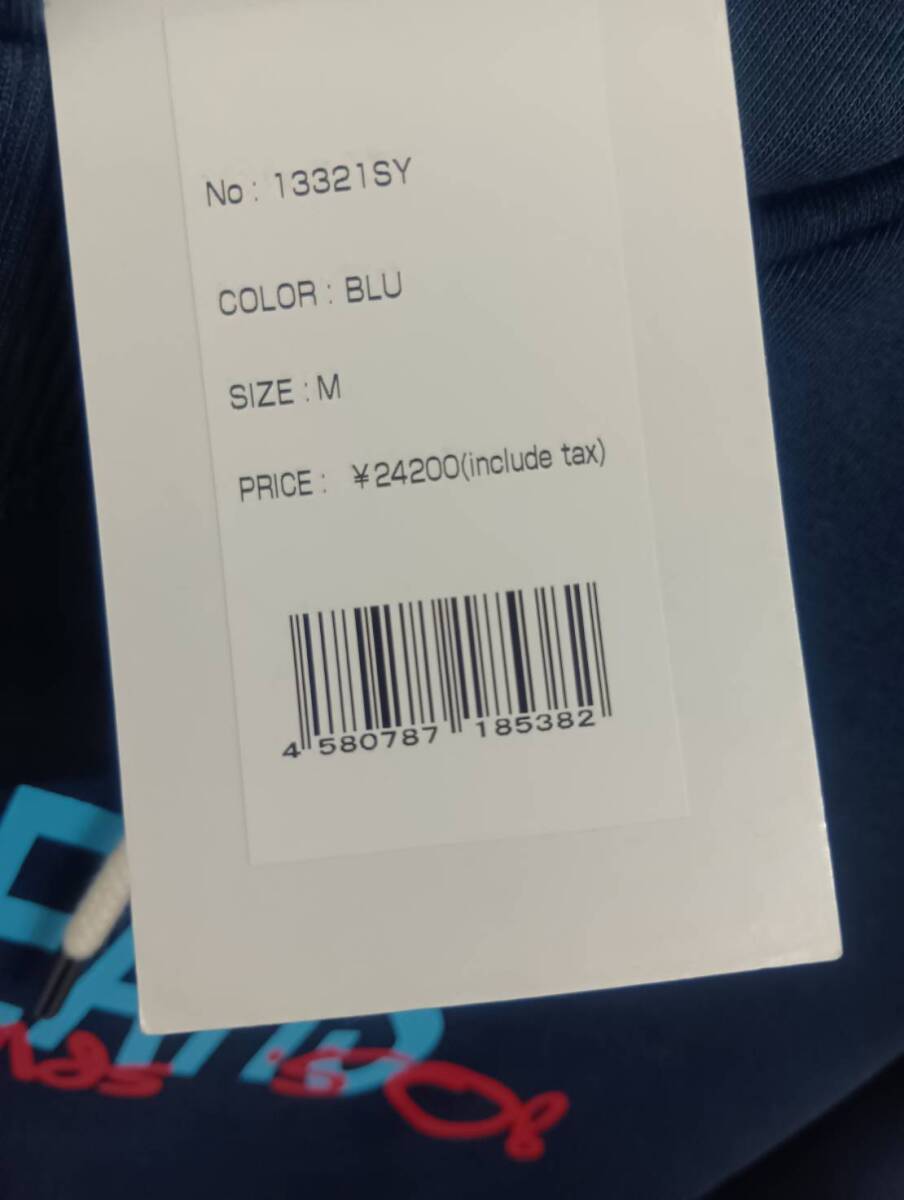 No: 13321SY
COLOR : BLU
SIZE : M
PRICE : ¥24200(include tax)
4 580787 185382